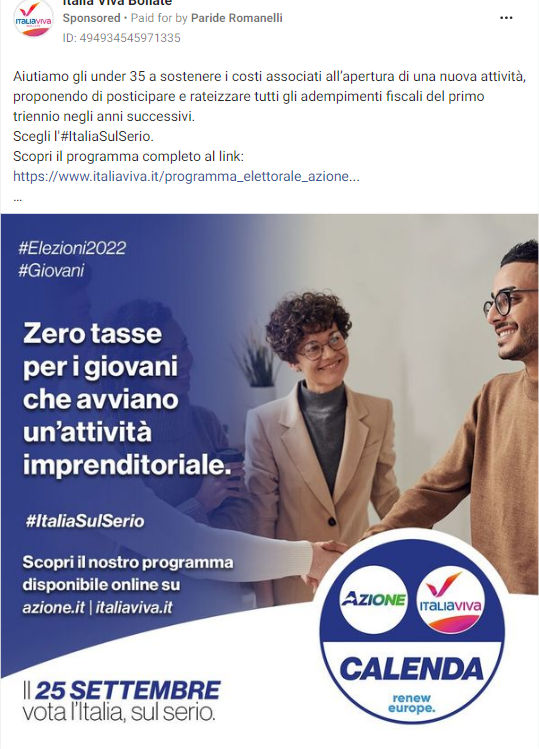 Italia Viva Bollate
Sponsored • Paid for by Paride Romanelli
ID: 494934545971335
Aiutiamo gli under 35 a sostenere i costi associati all'apertura di una nuova attività,
proponendo di posticipare e rateizzare tutti gli adempimenti fiscali del primo
triennio negli anni successivi.
Scegli l'#ItaliaSulSerio.
Scopri il programma completo al link:
https://www.italiaviva.it/programma_elettorale_azione...
...
#Elezioni2022
#Giovani
Zero tasse
per i giovani
che avviano
un'attività
imprenditoriale.
#ItaliaSulSerio
Scopri il nostro programma
disponibile online su
azione.it | italiaviva.it
Il 25 SETTEMBRE
vota l'Italia, sul serio.
AZIONE
ITALIAVIVA
CALENDA
renew
europe.